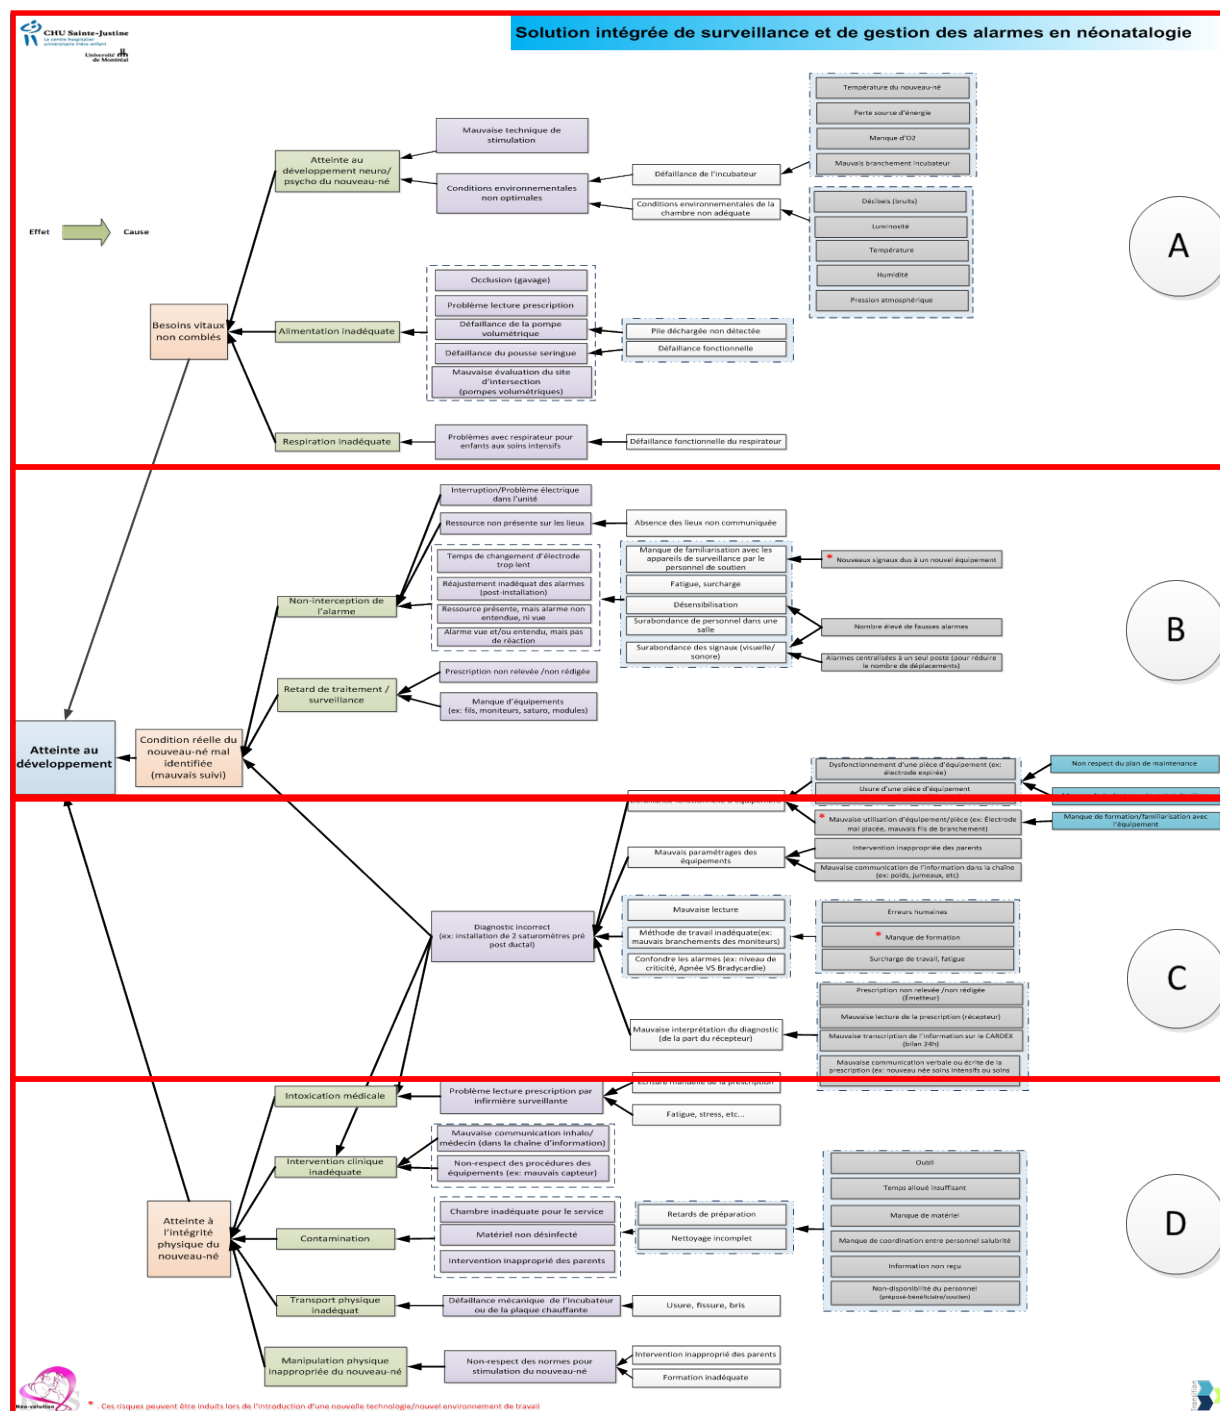 CHU Sainte-Justine
Le centre hospitalier
universitaire mère-enfant
Université
de Montréal
Solution intégrée de surveillance et de gestion des alarmes en néonatalogie
Effet
Cause
A
Température du nouveau-né
Perte source d'énergie
Manque d'O2
Mauvais branchement incubateur
Mauvaise technique de
stimulation
Atteinte au
développement neuro/
psycho du nouveau-né
Conditions environnementales
non optimales
Défaillance de l'incubateur
Conditions environnementales de la
chambre non adéquate
Décibels (bruits)
Luminosité
Température
Humidité
Pression atmosphérique
Besoins vitaux
non comblés
Alimentation inadéquate
Occlusion (gavage)
Problème lecture prescription
Défaillance de la pompe
volumétrique
Défaillance du pousse seringue
Mauvaise évaluation du site
d'intersection
(pompes volumétriques)
Pile déchargée non détectée
Défaillance fonctionnelle
Respiration inadéquate
Problèmes avec respirateur pour
enfants aux soins intensifs
Défaillance fonctionnelle du respirateur
B
Interruption/Problème électrique
dans l'unité
Ressource non présente sur les lieux
Absence des lieux non communiquée
Non-interception de
l'alarme
Temps de changement d'électrode
trop lent
Réajustement inadéquat des alarmes
(post-installation)
Ressource présente, mais alarme non
entendue, ni vue
Alarme vue et/ou entendu, mais pas
de réaction
Manque de familiarisation avec les
appareils de surveillance par le
personnel de soutien
Fatigue, surcharge
Désensibilisation
Surabondance de personnel dans une
salle
Surabondance des signaux (visuelle/
sonore)
* Nouveaux signaux dus à un nouvel équipement
Nombre élevé de fausses alarmes
Alarmes centralisées à un seul poste (pour réduire
le nombre de déplacements)
Retard de traitement /
surveillance
Prescription non relevée /non rédigée
Manque d'équipements
(ex: fils, moniteurs, saturo, modules)
Atteinte au
développement
Condition réelle du
nouveau-né mal
identifiée
(mauvais suivi)
Dysfonctionnement d'une pièce d'équipement (ex:
électrode expirée)
Usure d'une pièce d'équipement
Non respect du plan de maintenance
C
* Mauvaise utilisation d'équipement/pièce (ex: Électrode
mal placée, mauvais fils de branchement)
Manque de formation/familiarisation avec
l'équipement
Mauvais paramétrages des
équipements
Intervention inappropriée des parents
Mauvaise communication de l'information dans la chaîne
(ex: poids, jumeaux, etc)
Diagnostic incorrect
(ex: installation de 2 saturomètres pré
post ductal)
Mauvaise lecture
Méthode de travail inadéquate(ex:
mauvais branchements des moniteurs)
Confondre les alarmes (ex: niveau de
criticité, Apnée VS Bradycardie)
Erreurs humaines
* Manque de formation
Surcharge de travail, fatigue
Mauvaise interprétation du diagnostic
(de la part du récepteur)
Prescription non relevée /non rédigée
(Émetteur)
Mauvaise lecture de la prescription (récepteur)
Mauvaise transcription de l'information sur le CARDEX
(bilan 24h)
Mauvaise communication verbale ou écrite de la
prescription (ex: nouveau née soins intensifs ou soins
D
Intoxication médicale
Problème lecture prescription par
infirmière surveillante
Écriture manuelle de la prescription
Fatigue, stress, etc...
Intervention clinique
inadéquate
Mauvaise communication inhalo/
médecin (dans la chaîne d'information)
Non-respect des procédures des
équipements (ex: mauvais capteur)
Atteinte à
l'intégrité
physique du
nouveau-né
Contamination
Chambre inadéquate pour le service
Matériel non désinfecté
Intervention inapproprié des parents
Retards de préparation
Nettoyage incomplet
Oubli
Temps alloué insuffisant
Manque de matériel
Manque de coordination entre personnel salubrité
Information non reçu
Non-disponibilité du personnel
(préposé-bénéficiaire/soutien)
Transport physique
inadéquat
Défaillance mécanique de l'incubateur
ou de la plaque chauffante
Usure, fissure, bris
Manipulation physique
inappropriée du nouveau-né
Non-respect des normes pour
stimulation du nouveau-né
Intervention inapproprié des parents
Formation inadéquate
Néo-volution
* : Ces risques peuvent être induits lors de l'introduction d'une nouvelle technologie/nouvel environnement de travail
Transition